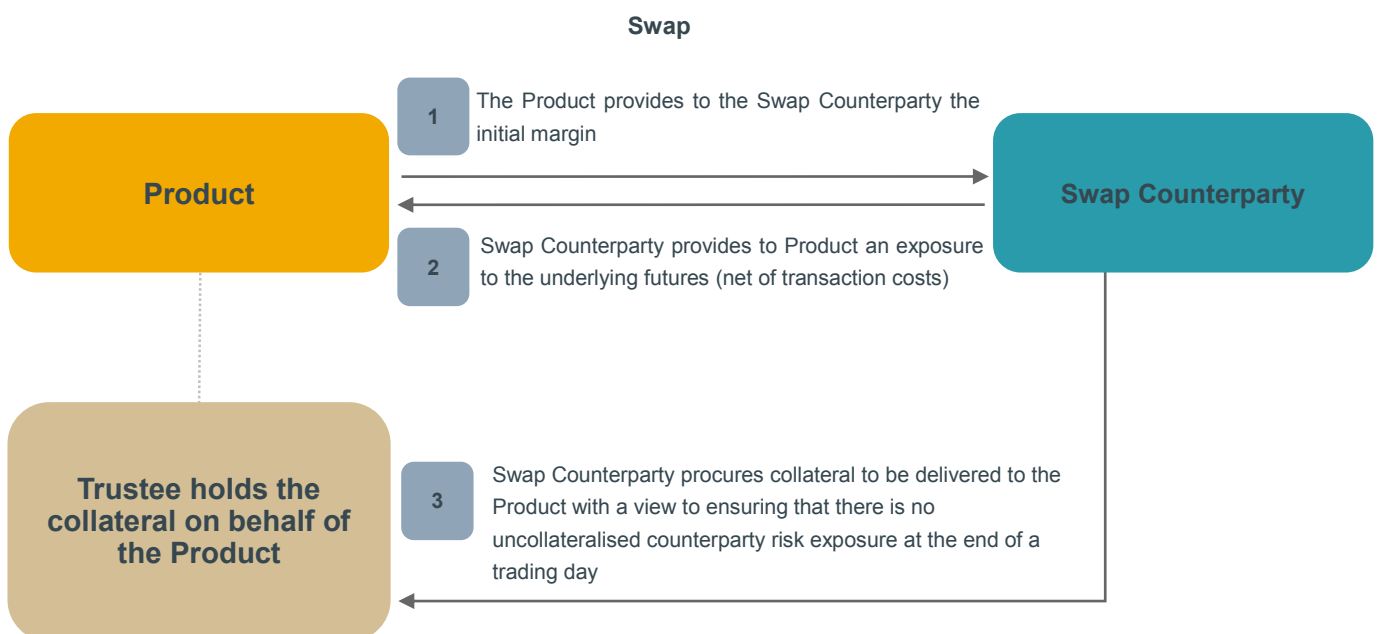 Swap
1
The Product provides to the Swap Counterparty the
initial margin
Product
Swap Counterparty
2
Swap Counterparty provides to Product an exposure
to the underlying futures (net of transaction costs)
Trustee holds the
collateral on behalf of
the Product
3
Swap Counterparty procures collateral to be delivered to the
Product with a view to ensuring that there is no
uncollateralised counterparty risk exposure at the end of a
trading day